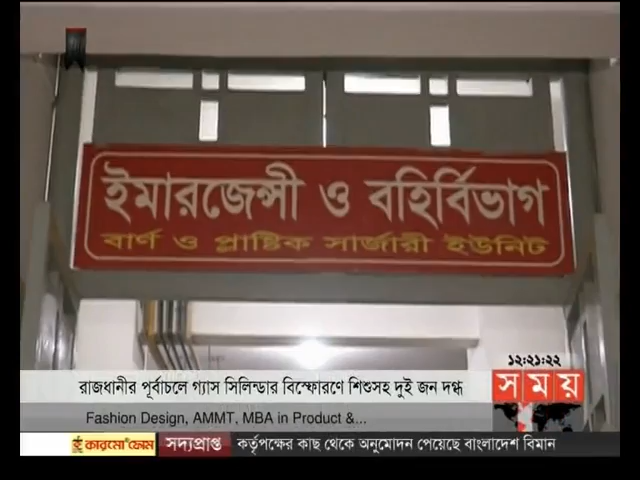 ইমারজেন্সী ও বহির্বিভাগ
বার্ণ ও প্লাষ্টিক সার্জারী ইউনিট
১২:২১:২২
রাজধানীর পূর্বাচলে গ্যাস সিলিন্ডার বিস্ফোরণে শিশুসহ দুই জন দগ্ধ
সময়
Fashion Design, AMMT, MBA in Product &...
কারমো ফোম
সদ্যপ্রাপ্ত
কর্তৃপক্ষের কাছ থেকে অনুমোদন পেয়েছে বাংলাদেশ বিমান